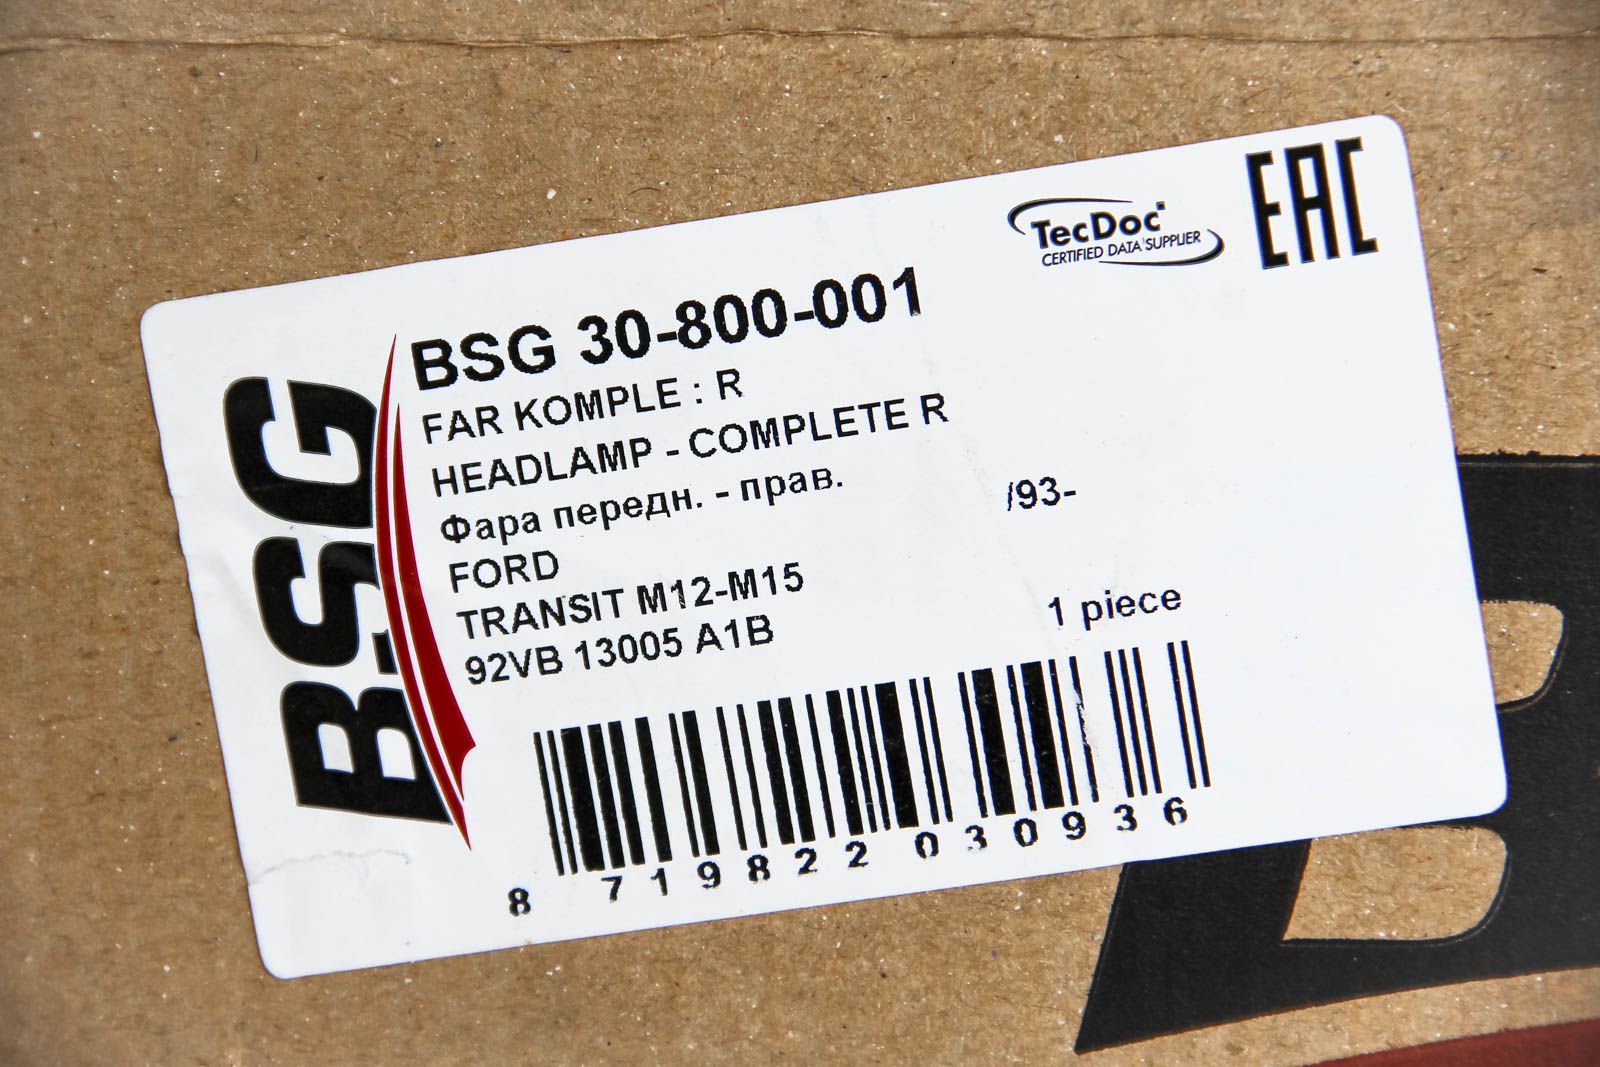 TecDoc
CERTIFIED DATA SUPPLIER
EAC
BSG
BSG 30-800-001
FAR KOMPLE : R
HEADLAMP - COMPLETE R
Фара передн. - прав.
/93-
FORD
TRANSIT M12-M15
92VB 13005 A1B
1 piece
8 719822 030936
B